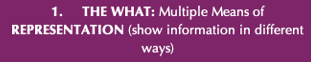 1. THE WHAT: Multiple Means of
REPRESENTATION (show information in different
ways)